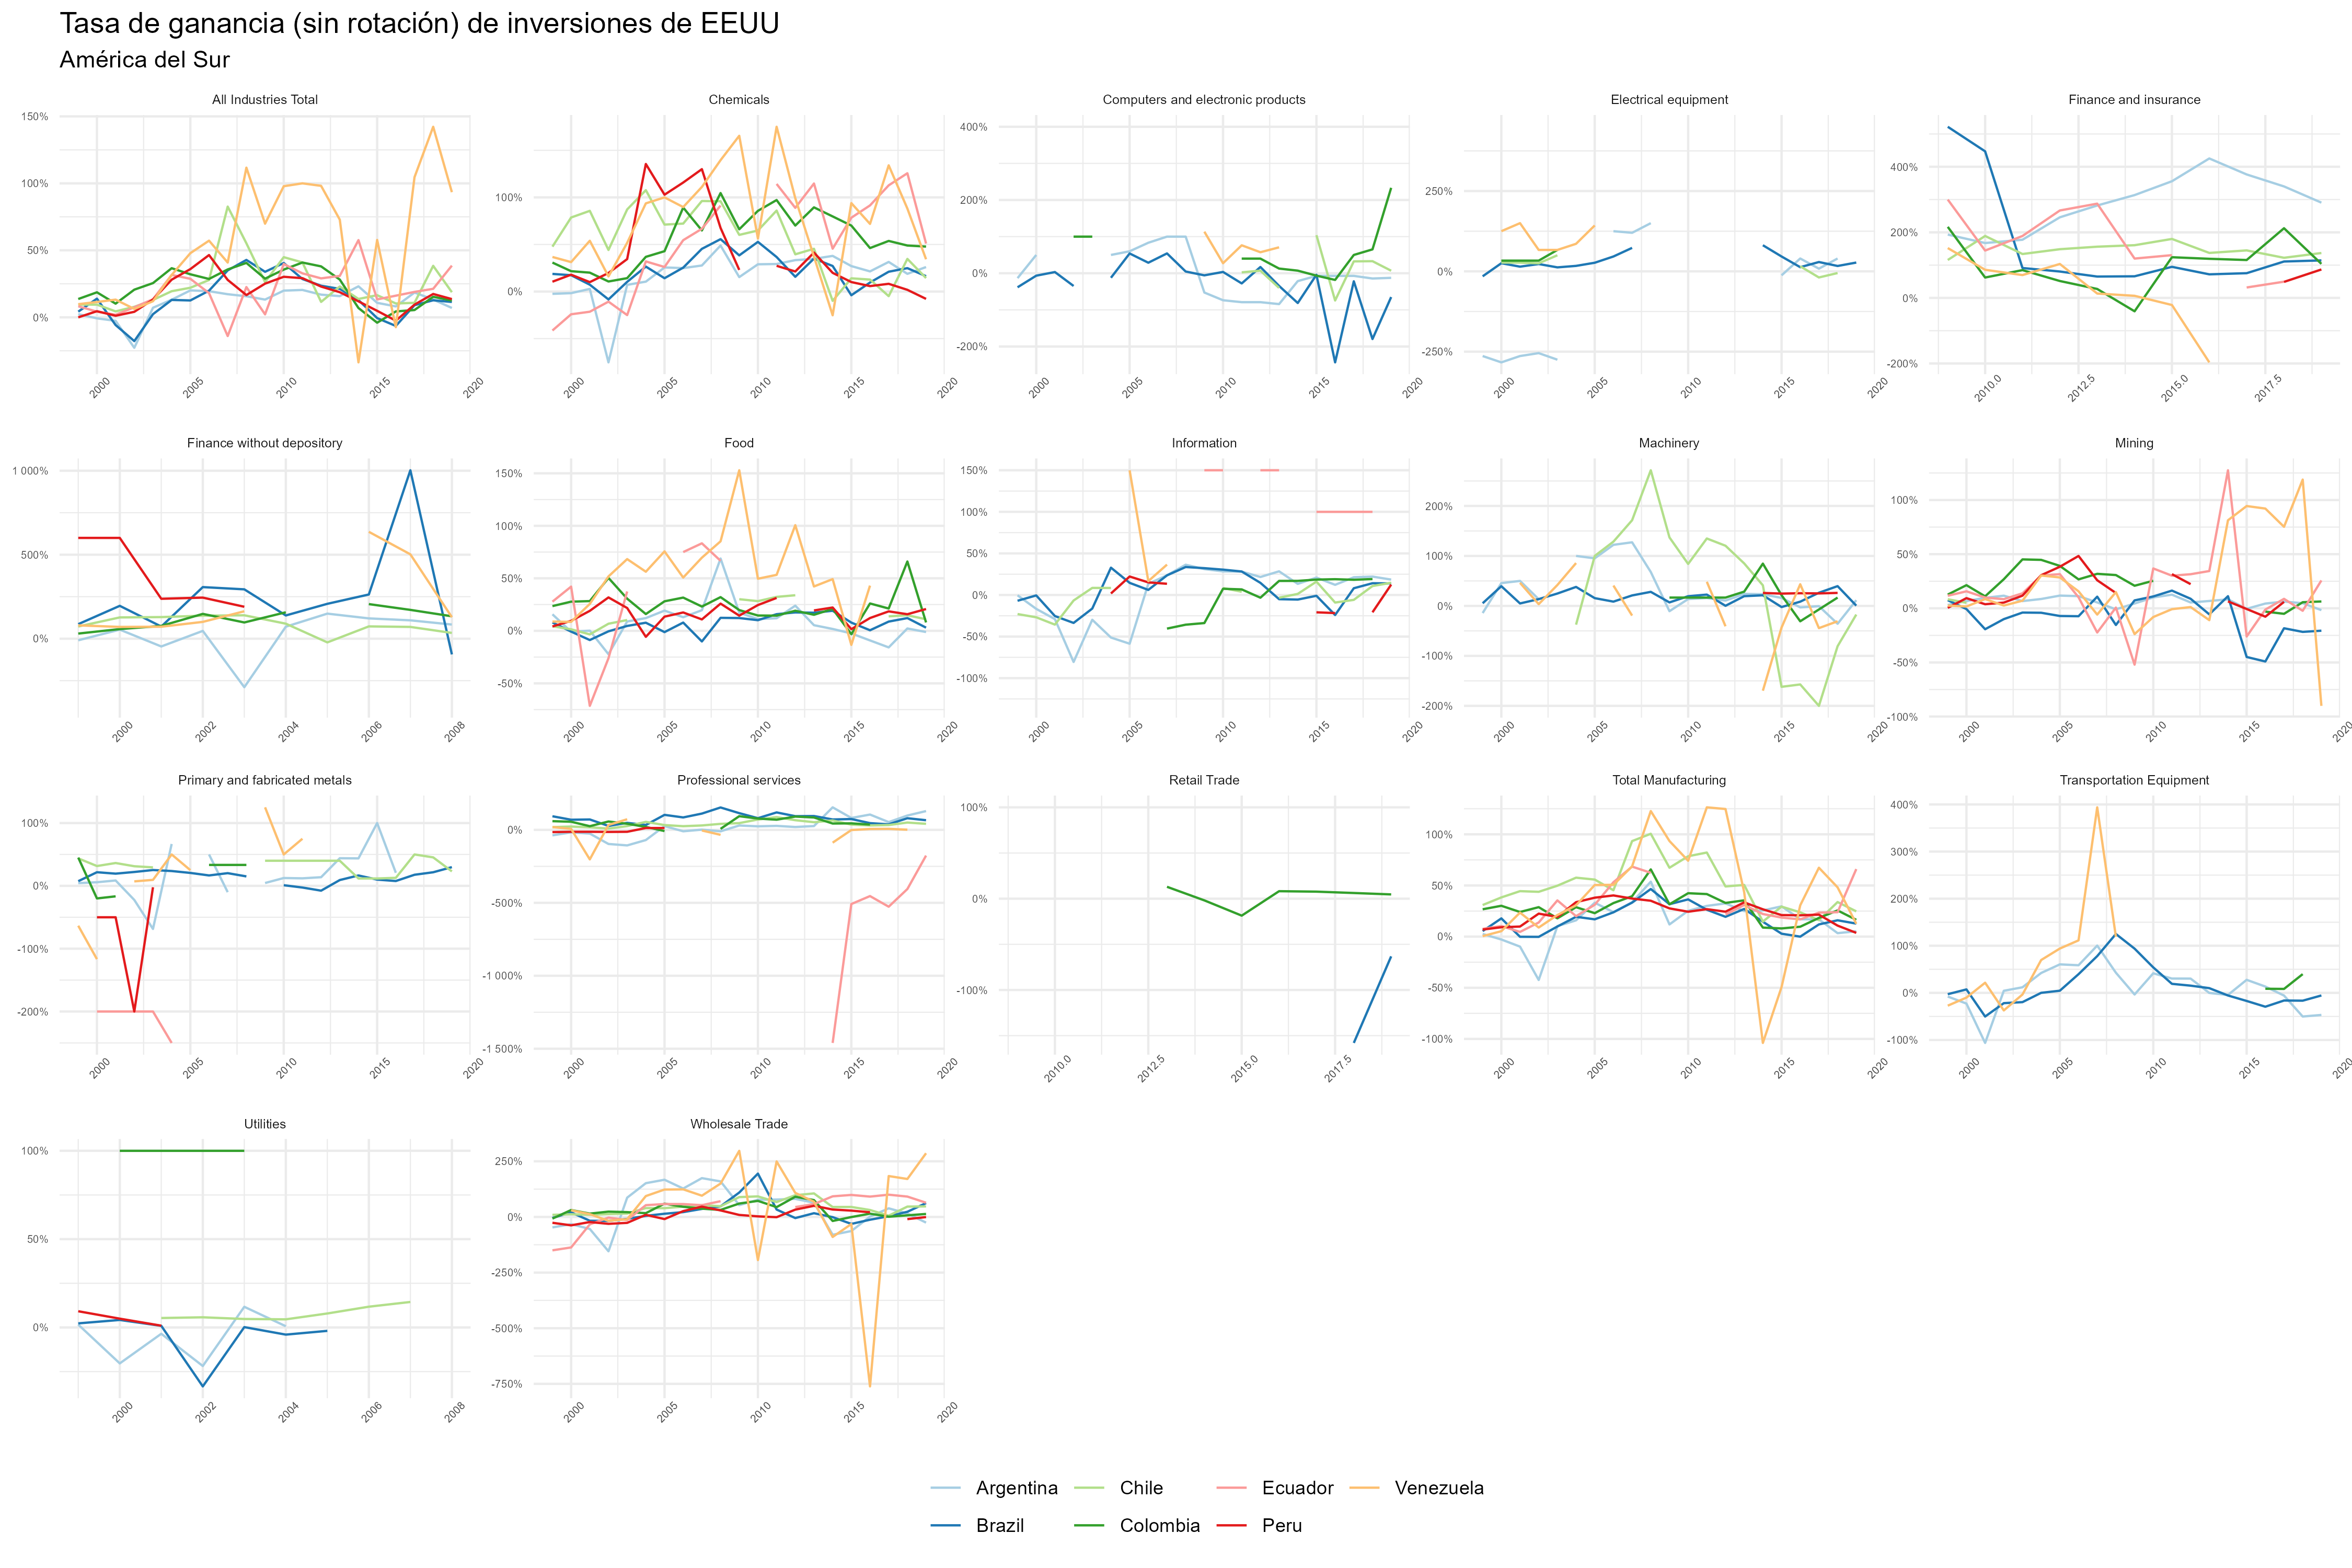 Tasa de ganancia (sin rotación) de inversiones de EEUU
América del Sur
All Industries Total
Chemicals
Computers and electronic products
Electrical equipment
Finance and insurance
150%
100%
50%
0%
100%
0%
400%
200%
0%
-200%
250%
0%
-250%
400%
200%
0%
-200%
2000 2005 2010 2015 2020
2000 2005 2010 2015 2020
2000 2005 2010 2015 2020
2000 2005 2010 2015 2020
2010.0 2012.5 2015.0 2017.5
Finance without depository
Food
Information
Machinery
Mining
1 000%
500%
0%
150%
100%
50%
0%
-50%
150%
100%
50%
0%
-50%
-100%
200%
100%
0%
-100%
-200%
100%
50%
0%
-50%
-100%
2000 2002 2004 2006 2008
2000 2005 2010 2015 2020
2000 2005 2010 2015 2020
2000 2005 2010 2015 2020
2000 2005 2010 2015 2020
Primary and fabricated metals
Professional services
Retail Trade
Total Manufacturing
Transportation Equipment
100%
0%
-100%
-200%
0%
-500%
-1 000%
-1 500%
100%
0%
-100%
100%
50%
0%
-50%
-100%
400%
300%
200%
100%
0%
-100%
2000 2005 2010 2015 2020
2000 2005 2010 2015 2020
2010.0 2012.5 2015.0 2017.5
2000 2005 2010 2015 2020
2000 2005 2010 2015 2020
Utilities
Wholesale Trade
100%
50%
0%
250%
0%
-250%
-500%
-750%
2000 2002 2004 2006 2008
2000 2005 2010 2015 2020
Argentina Chile Ecuador Venezuela
Brazil Colombia Peru